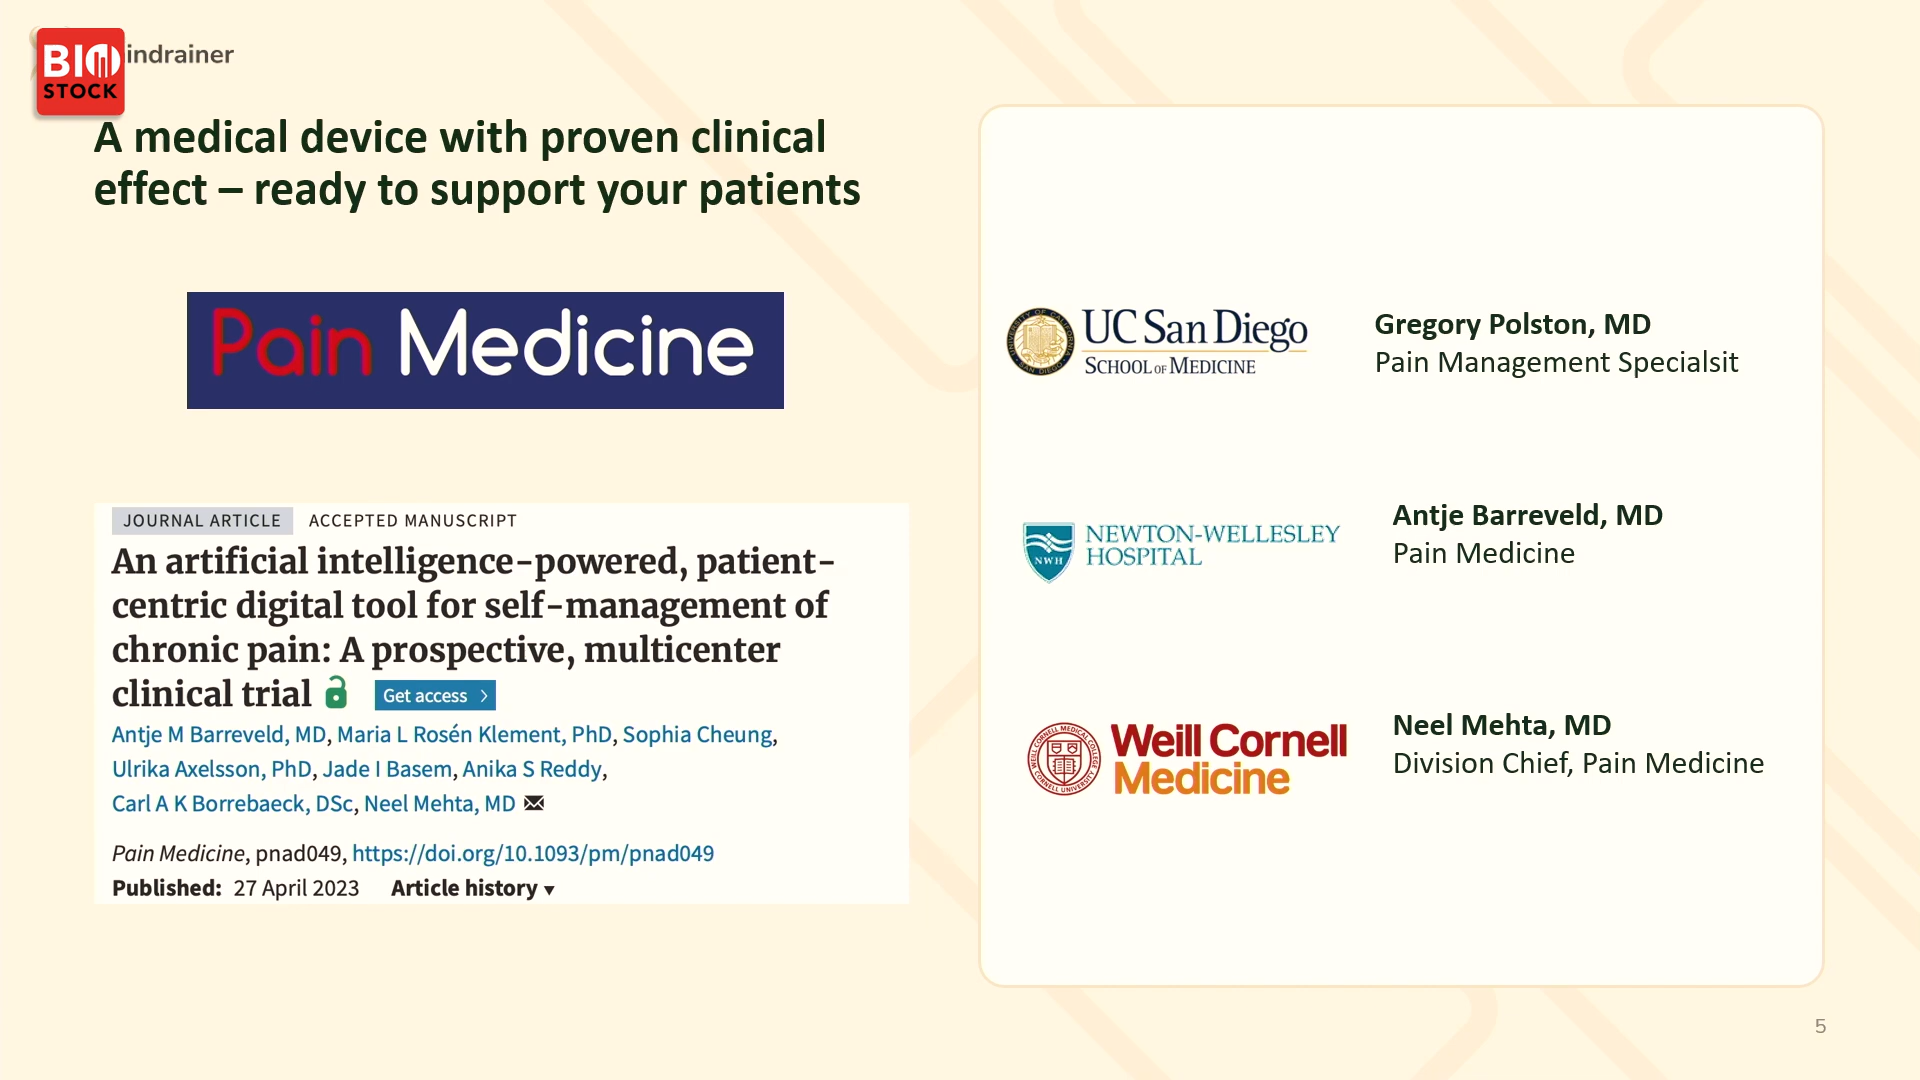 BIO
STOCK
indrainer
A medical device with proven clinical
effect – ready to support your patients
Pain Medicine
JOURNAL ARTICLE ACCEPTED MANUSCRIPT
An artificial intelligence-powered, patient-
centric digital tool for self-management of
chronic pain: A prospective, multicenter
clinical trial Get access >
Antje M Barreveld, MD, Maria L Rosén Klement, PhD, Sophia Cheung,
Ulrika Axelsson, PhD, Jade I Basem, Anika S Reddy,
Carl A K Borrebaeck, DSc, Neel Mehta, MD
Pain Medicine, pnad049, https://doi.org/10.1093/pm/pnad049
Published: 27 April 2023 Article history ▾
UC San Diego
SCHOOL OF MEDICINE
Gregory Polston, MD
Pain Management Specialsit
NWH
NEWTON-WELLESLEY
HOSPITAL
Antje Barreveld, MD
Pain Medicine
Weill Cornell
Medicine
Neel Mehta, MD
Division Chief, Pain Medicine
5